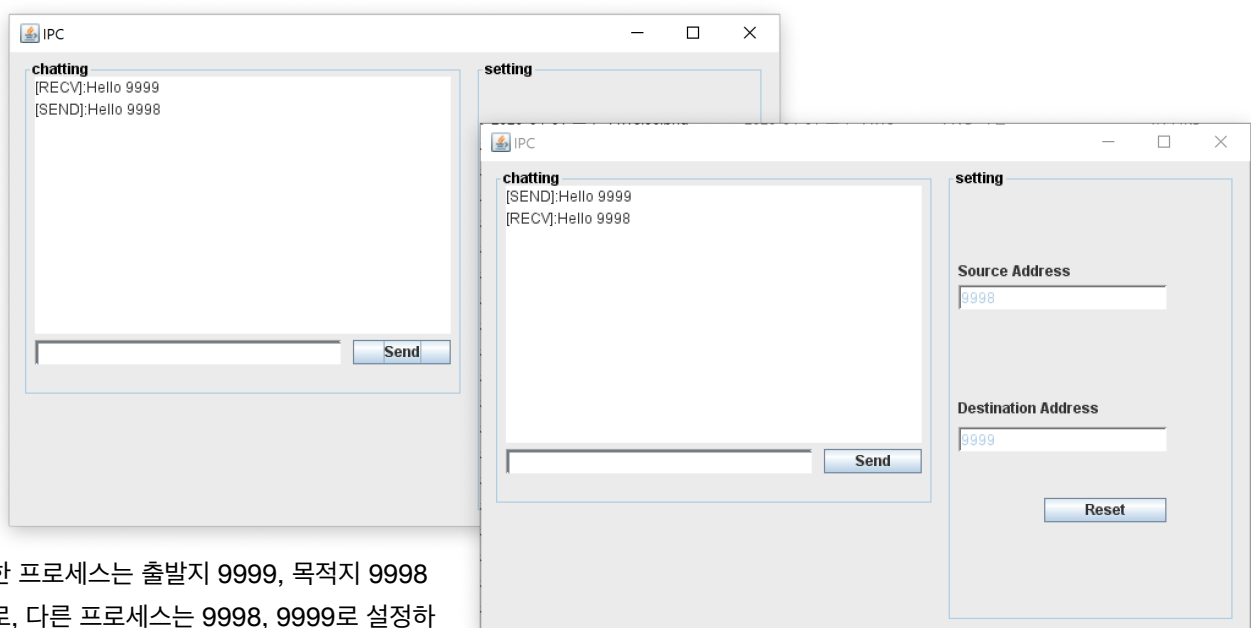 IPC
chatting
[RECV]:Hello 9999
[SEND]:Hello 9998
Send
setting
IPC
chatting
[SEND]:Hello 9999
[RECV]:Hello 9998
Send
setting
Source Address
9998
Destination Address
9999
Reset
한 프로세스는 출발지 9999, 목적지 9998
로, 다른 프로세스는 9998, 9999로 설정하